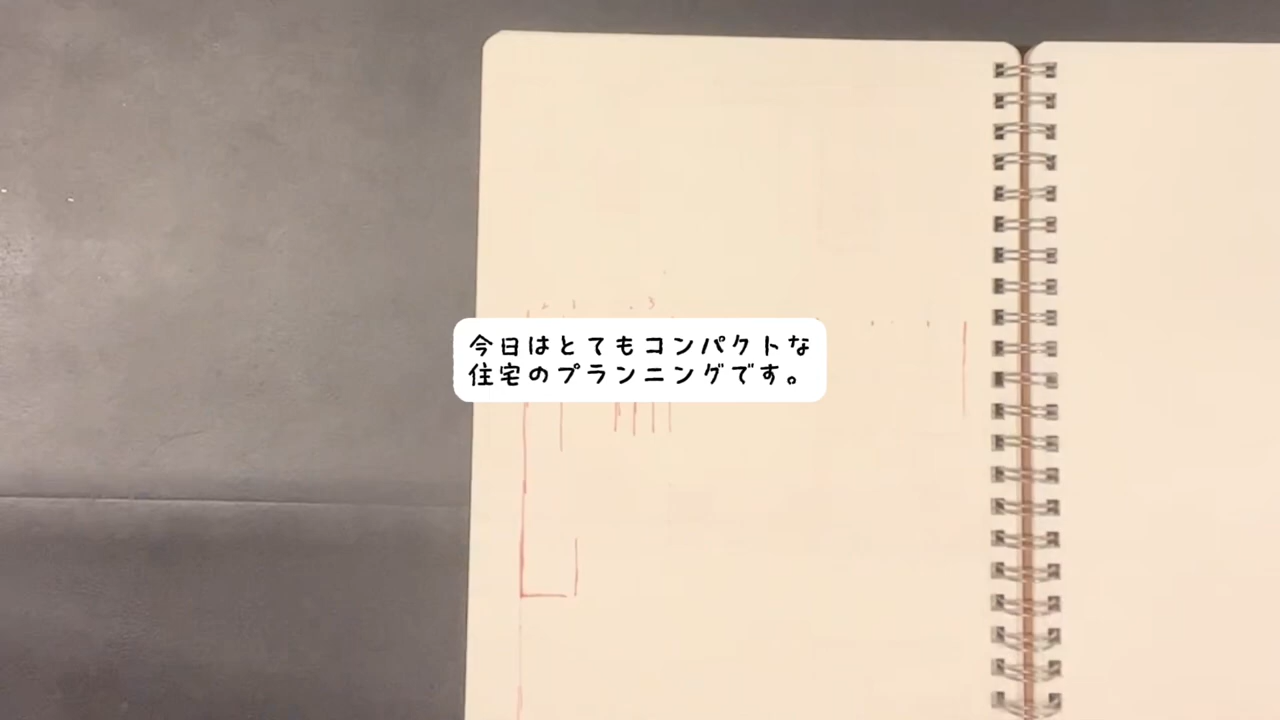 3
今日はとてもコンパクトな
住宅のプランニングです。